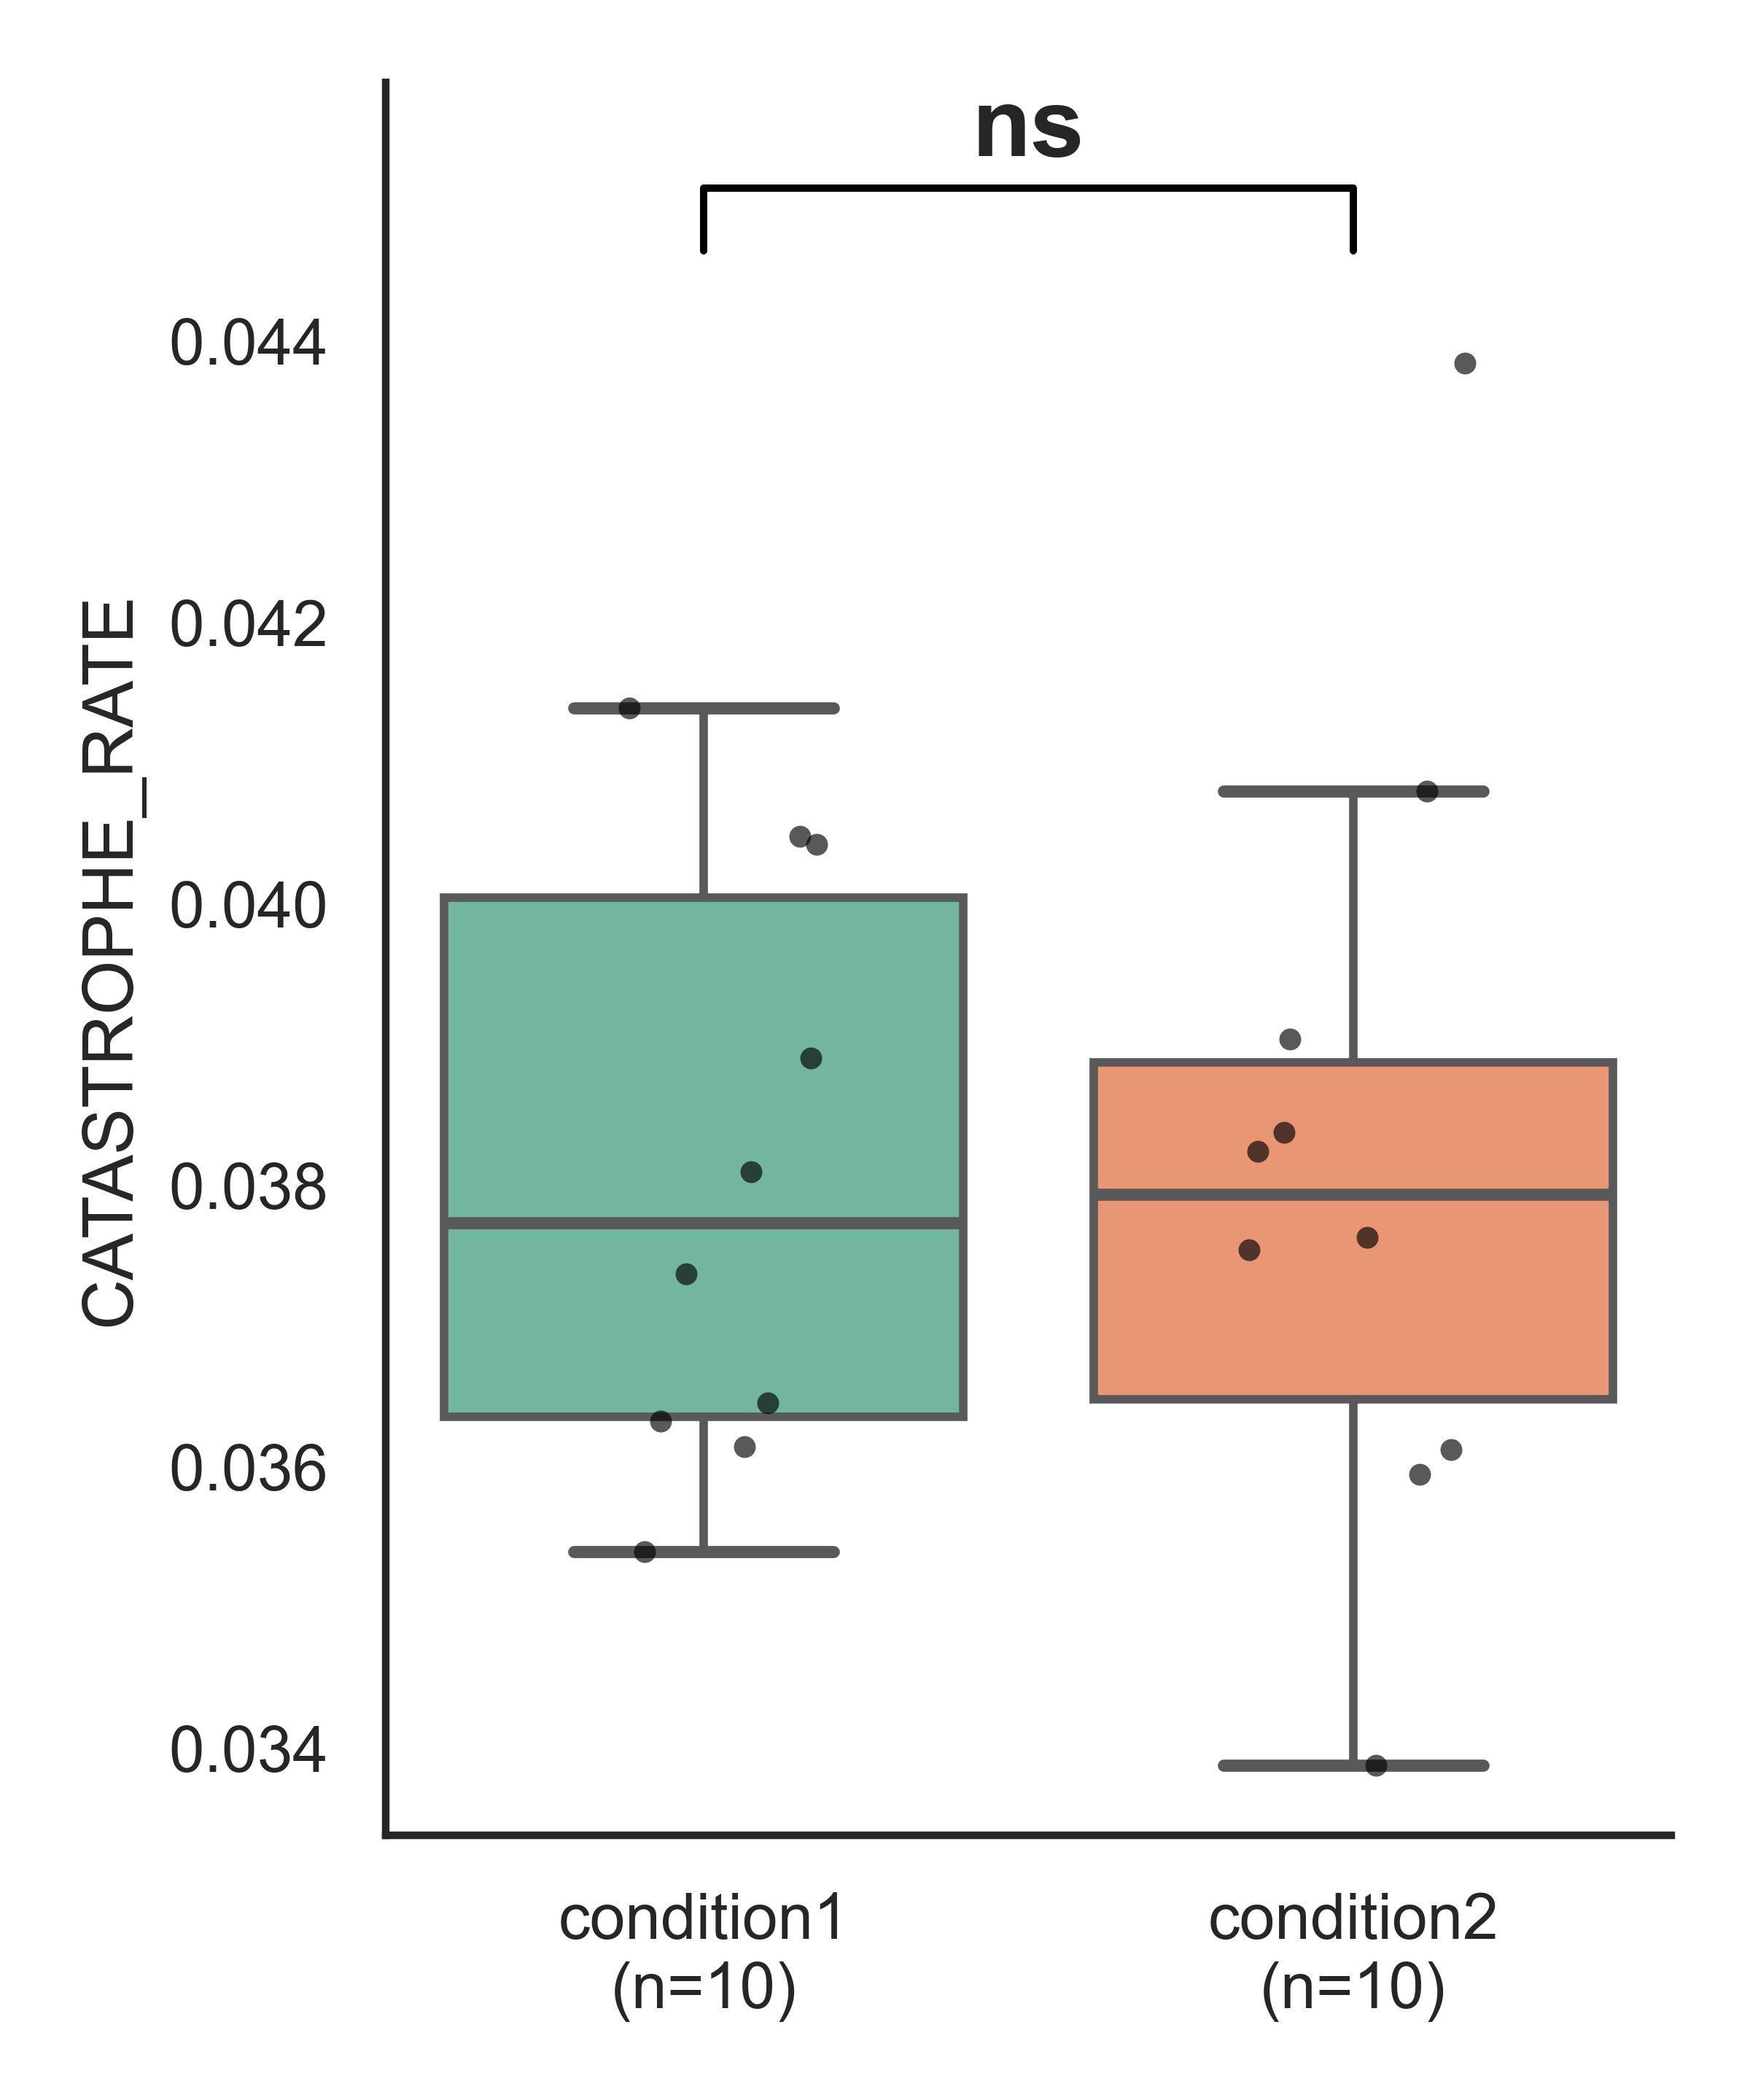 ns
0.044
0.042
0.040
0.038
0.036
0.034
CATASTROPHE_RATE
condition1
(n=10)
condition2
(n=10)